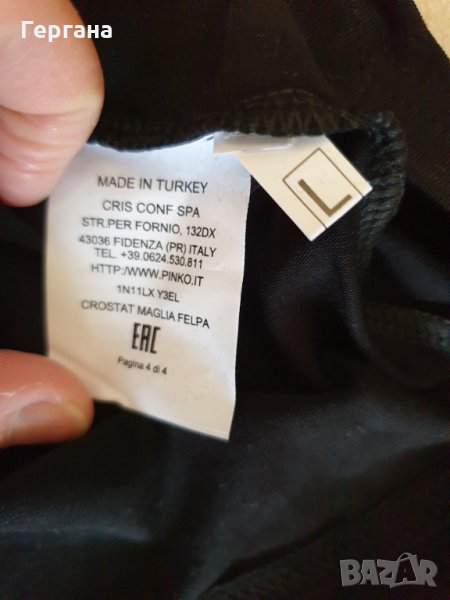 Гергана
MADE IN TURKEY
CRIS CONF SPA
STR.PER FORNIO, 132DX
43036 FIDENZA (PR) ITALY
TEL. +39.0624.530.811
HTTP:/WWW.PINKO.IT
1N11LX Y3EL
CROSTAT MAGLIA FELPA
EAC
Pagina 4 di 4
L
BAZAR